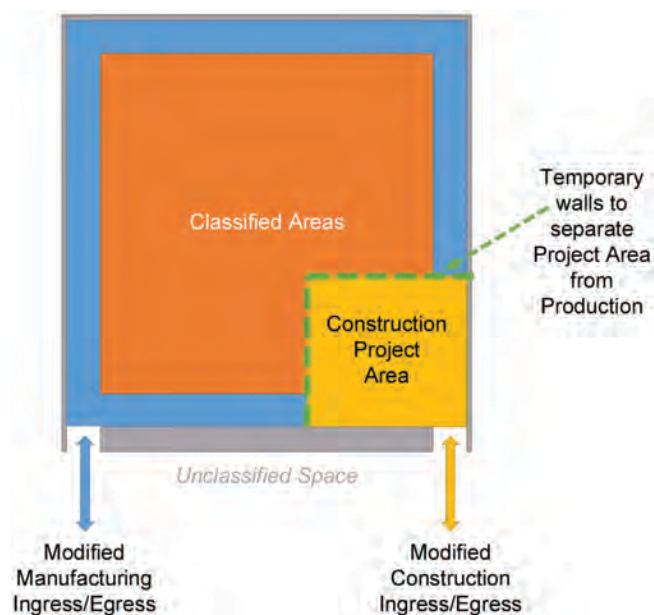 Classified Areas
Temporary
walls to
separate
Project Area
from
Production
Construction
Project
Area
Unclassified Space
Modified
Manufacturing
Ingress/Egress
Modified
Construction
Ingress/Egress